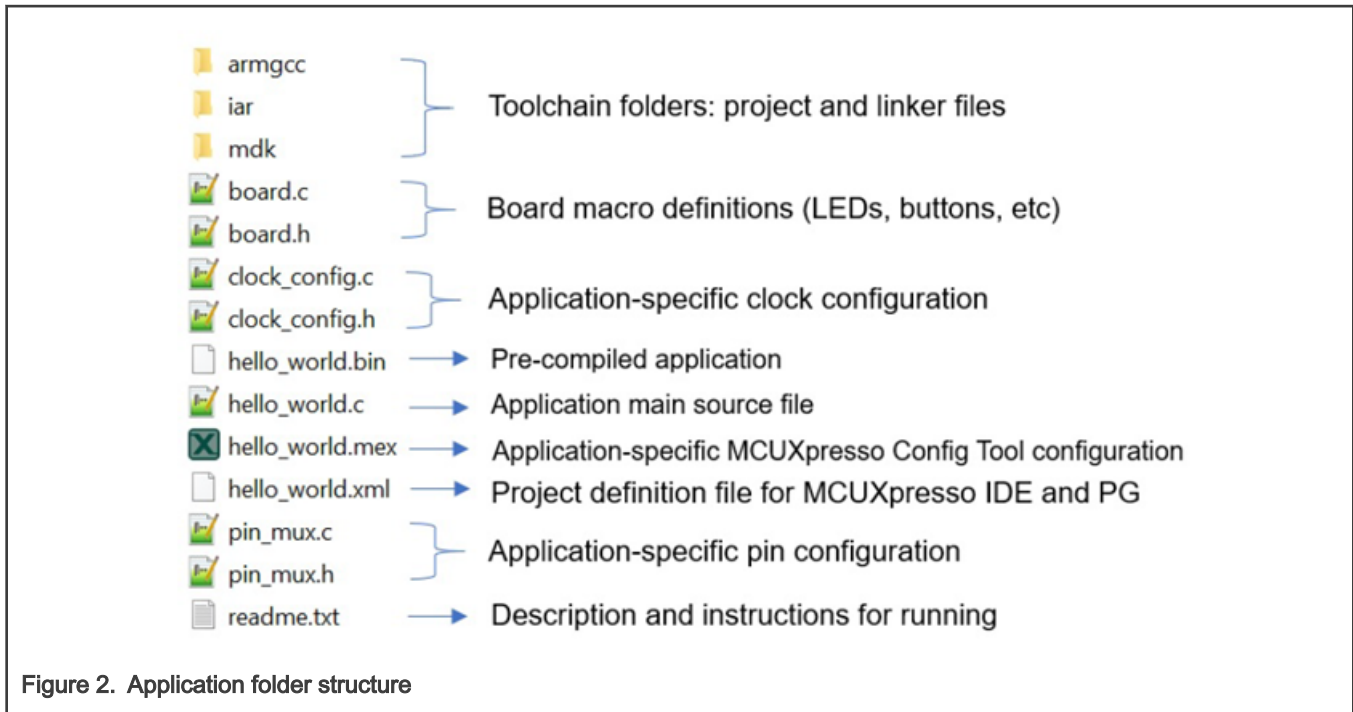 armgcc
iar
mdk
Toolchain folders: project and linker files
board.c
board.h
Board macro definitions (LEDs, buttons, etc)
clock_config.c
clock_config.h
Application-specific clock configuration
hello_world.bin
Pre-compiled application
hello_world.c
Application main source file
hello_world.mex
Application-specific MCUXpresso Config Tool configuration
hello_world.xml
Project definition file for MCUXpresso IDE and PG
pin_mux.c
pin_mux.h
Application-specific pin configuration
readme.txt
Description and instructions for running
Figure 2. Application folder structure